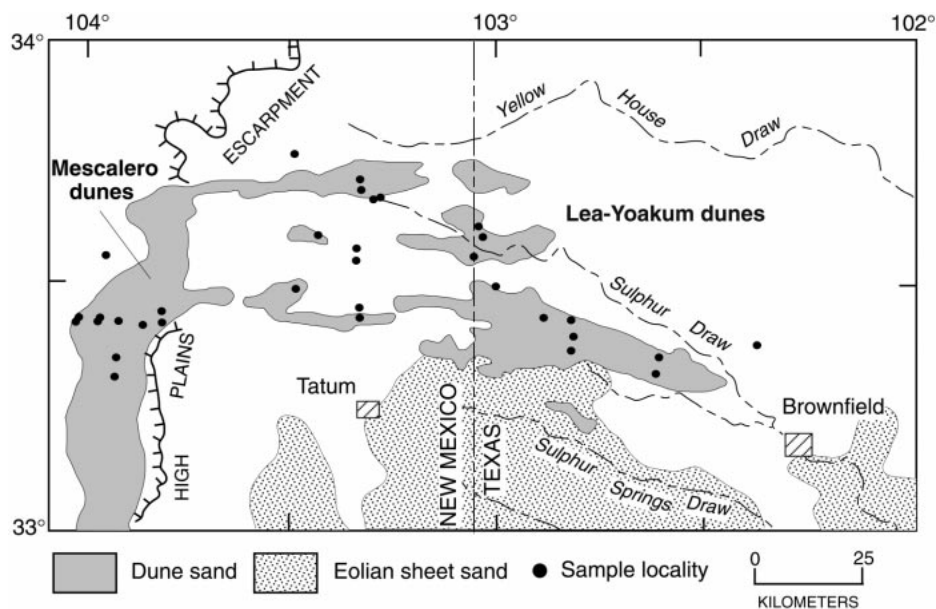 104°
103°
102°
34°
ESCARPMENT
Yellow House Draw
Mescalero
dunes
Lea-Yoakum dunes
Sulphur Draw
PLAINS
Tatum
Brownfield
NEW MEXICO
TEXAS
HIGH
Sulphur Springs Draw
33°
Dune sand
Eolian sheet sand
Sample locality
0 25
KILOMETERS